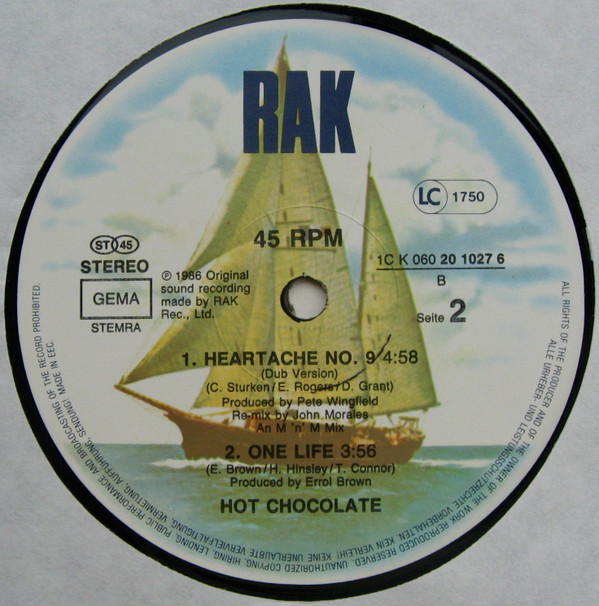 RAK
LC 1750
ST 45
45 RPM
STEREO
1C K 060 20 1027 6
GEMA
B
STEMRA
Seite 2
℗ 1986 Original
sound recording
made by RAK
Rec., Ltd.
1. HEARTACHE NO. 9 4:58
(Dub Version)
(C. Sturken/E. Rogers/D. Grant)
Produced by Pete Wingfield
Re-mix by John Morales
An M 'n' M Mix
2. ONE LIFE 3:56
(E. Brown/H. Hinsley/T. Connor)
Produced by Errol Brown
HOT CHOCOLATE
ALL RIGHTS OF THE PRODUCER AND OF THE OWNER OF THE WORK REPRODUCED RESERVED. UNAUTHORIZED COPYING, HIRING, LENDING, PUBLIC PERFORMANCE AND BROADCASTING OF THE RECORD PROHIBITED.
ALLE URHEBER- UND LEISTUNGSSCHUTZRECHTE VORBEHALTEN. KEIN VERLEIH! KEINE UNERLAUBTE VERVIELFÄLTIGUNG, VERMIETUNG, AUFFÜHRUNG, SENDUNG! MADE IN EEC.